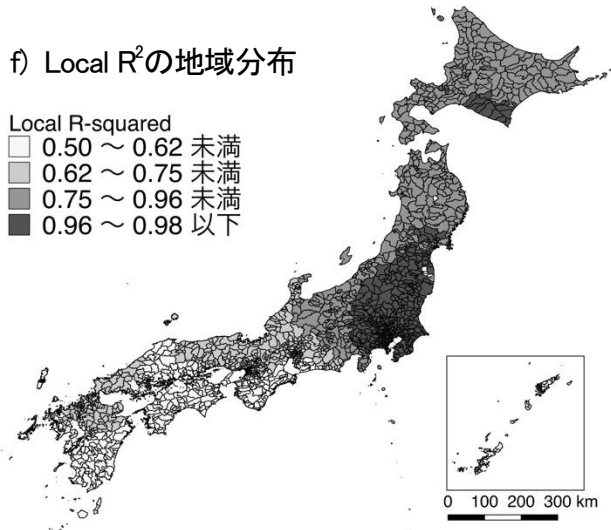 f) Local R²の地域分布
Local R-squared
0.50 ～ 0.62 未満
0.62 ～ 0.75 未満
0.75 ～ 0.96 未満
0.96 ～ 0.98 以下
0 100 200 300 km